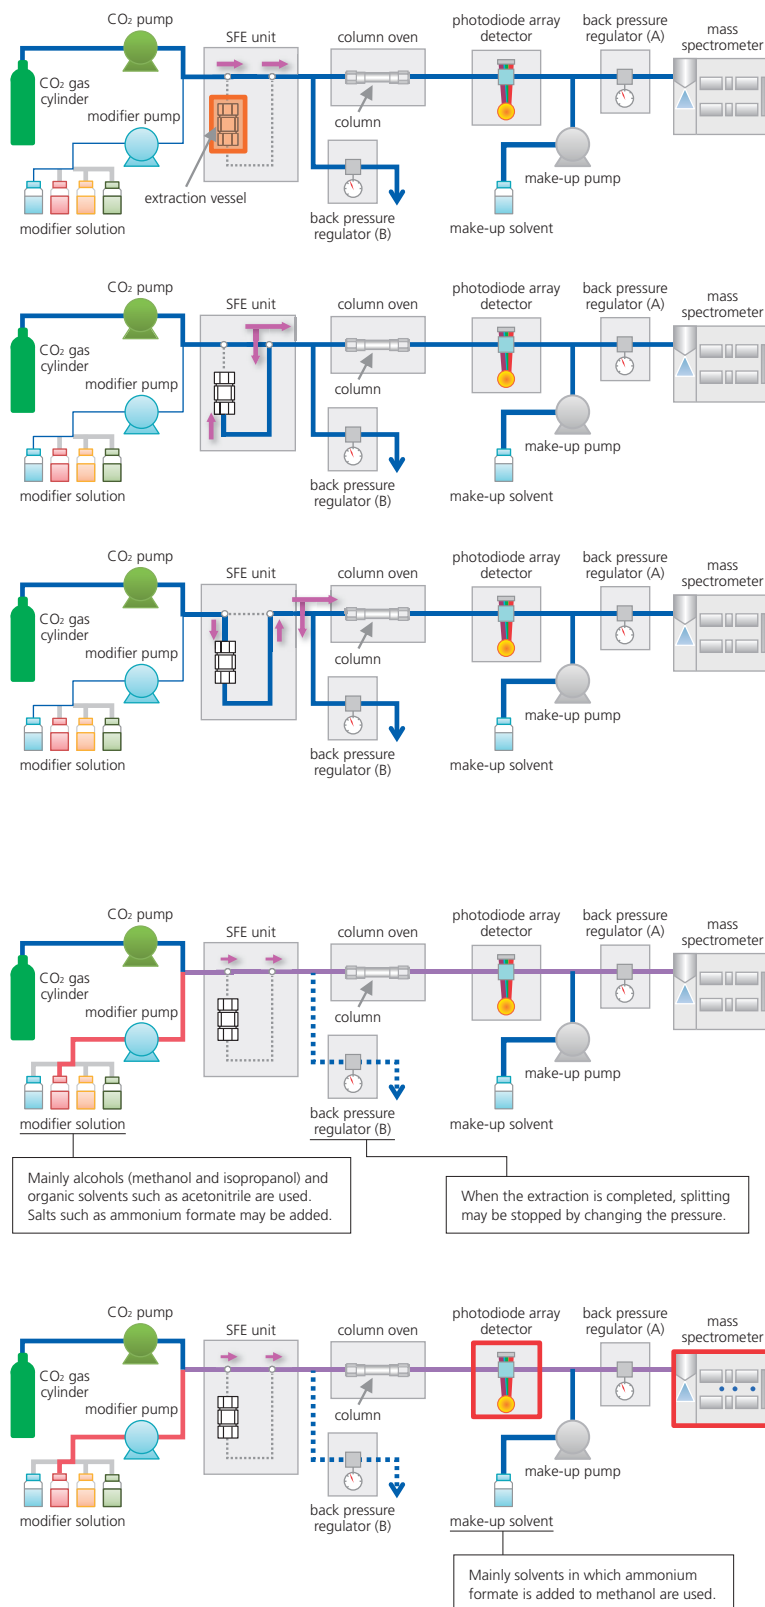 CO₂ pump
SFE unit
column oven
photodiode array
detector
back pressure
regulator (A)
mass
spectrometer
CO₂ gas
cylinder
modifier pump
column
extraction vessel
modifier solution
back pressure
regulator (B)
make-up pump
make-up solvent
CO₂ pump
SFE unit
column oven
photodiode array
detector
back pressure
regulator (A)
mass
spectrometer
CO₂ gas
cylinder
modifier pump
column
modifier solution
back pressure
regulator (B)
make-up pump
make-up solvent
CO₂ pump
SFE unit
column oven
photodiode array
detector
back pressure
regulator (A)
mass
spectrometer
CO₂ gas
cylinder
modifier pump
column
modifier solution
back pressure
regulator (B)
make-up pump
make-up solvent
CO₂ pump
SFE unit
column oven
photodiode array
detector
back pressure
regulator (A)
mass
spectrometer
CO₂ gas
cylinder
modifier pump
column
modifier solution
back pressure
regulator (B)
make-up pump
make-up solvent
Mainly alcohols (methanol and isopropanol) and
organic solvents such as acetonitrile are used.
Salts such as ammonium formate may be added.
When the extraction is completed, splitting
may be stopped by changing the pressure.
CO₂ pump
SFE unit
column oven
photodiode array
detector
back pressure
regulator (A)
mass
spectrometer
CO₂ gas
cylinder
modifier pump
column
modifier solution
back pressure
regulator (B)
make-up pump
make-up solvent
Mainly solvents in which ammonium
formate is added to methanol are used.